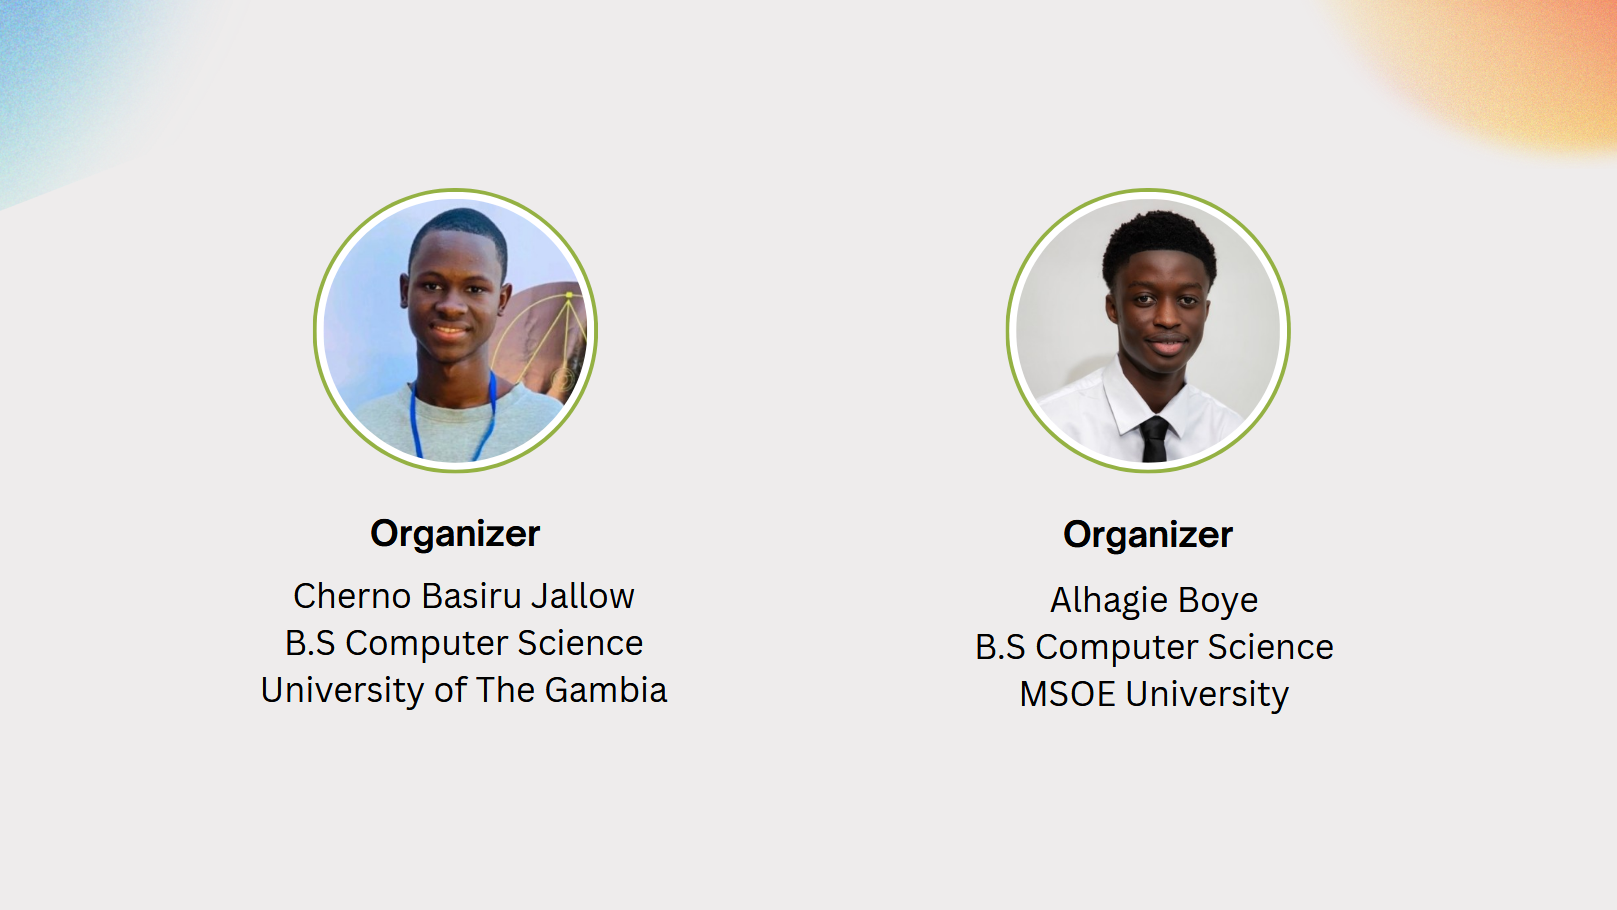 Organizer
Cherno Basiru Jallow
B.S Computer Science
University of The Gambia
Organizer
Alhagie Boye
B.S Computer Science
MSOE University